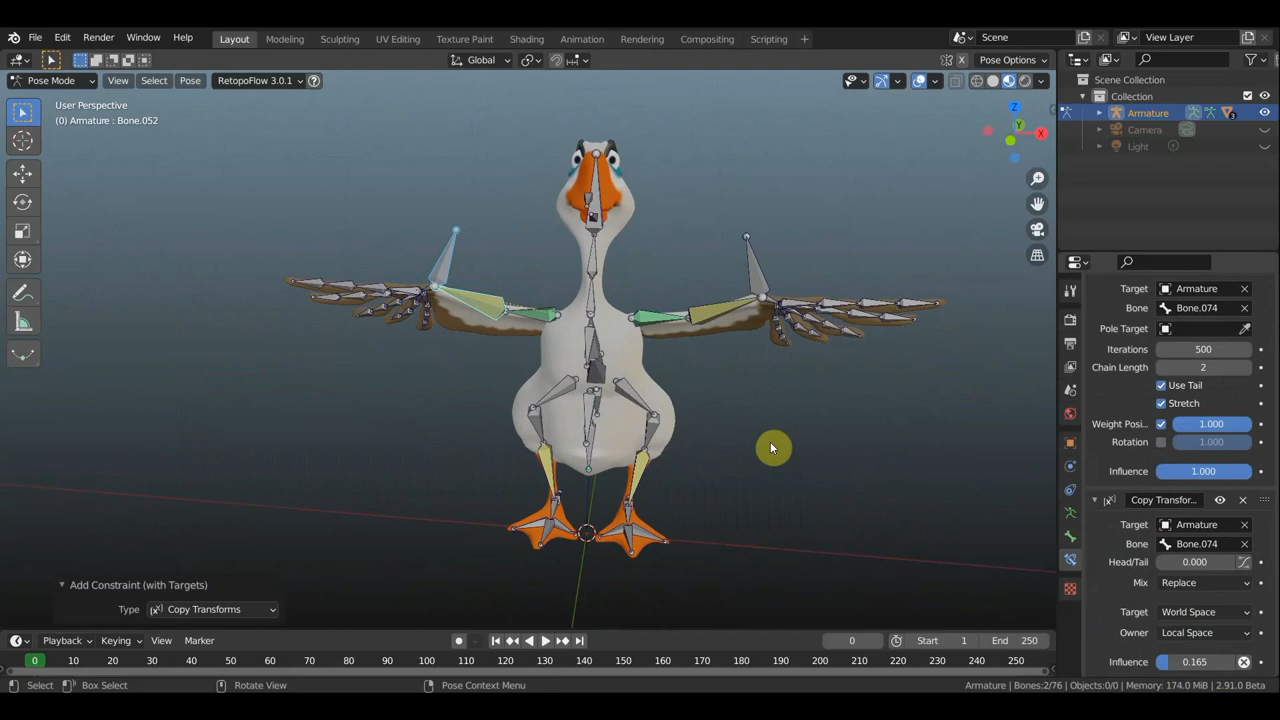 File Edit Render Window Help Layout Modeling Sculpting UV Editing Texture Paint Shading Animation Rendering Compositing Scripting + Scene View Layer
Global X Pose Options
Pose Mode View Select Pose RetopoFlow 3.0.1 ?
User Perspective
(0) Armature : Bone.052
Z
Y
X
Scene Collection
Collection
Armature 3
Camera
Light
Target Armature
Bone Bone.074
Pole Target
Iterations 500
Chain Length 2
Use Tail
Stretch
Weight Posi... 1.000
Rotation 1.000
Influence 1.000
Copy Transfor...
Target Armature
Bone Bone.074
Head/Tail 0.000
Mix Replace
Target World Space
Owner Local Space
Influence 0.165
Add Constraint (with Targets)
Type Copy Transforms
Playback Keying View Marker 0 Start 1 End 250
0 10 20 30 40 50 60 70 80 90 100 110 120 130 140 150 160 170 180 190 200 210 220 230 240 250
Select Box Select Rotate View Pose Context Menu Armature | Bones:2/76 | Objects:0/0 | Memory: 174.0 MiB | 2.91.0 Beta